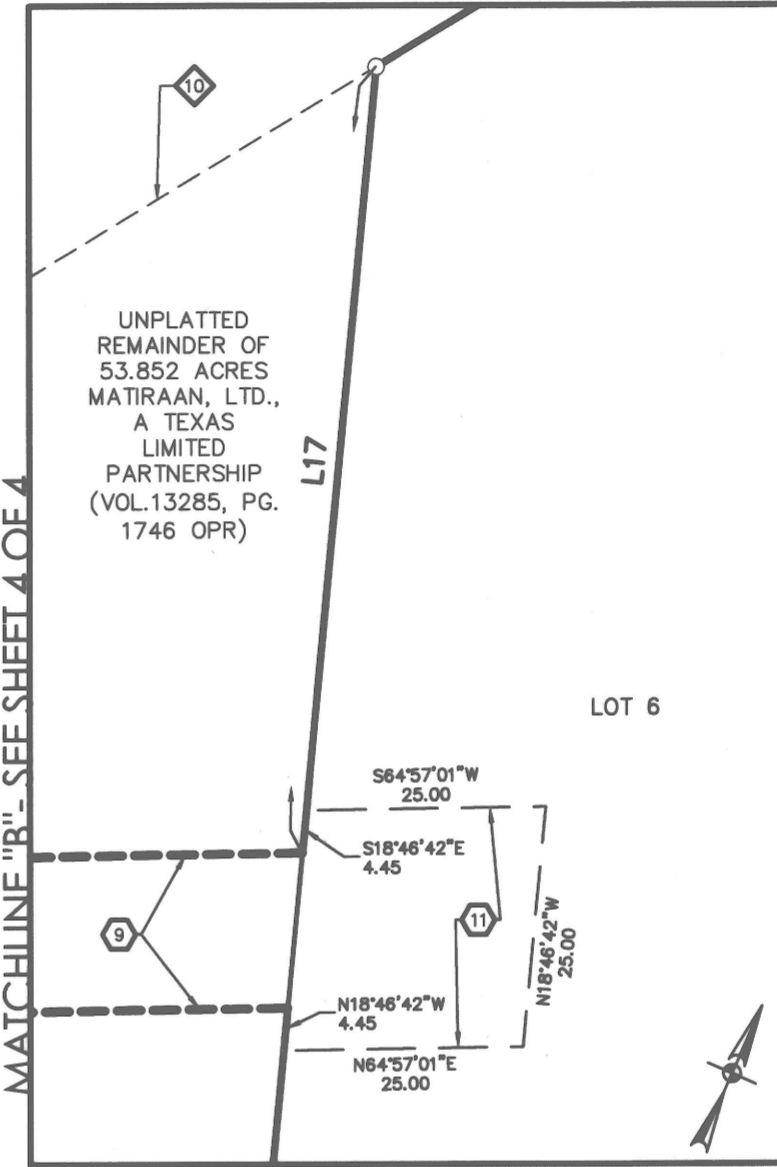 10
UNPLATTED
REMAINDER OF
53.852 ACRES
MATIRAAN, LTD.,
A TEXAS
LIMITED
PARTNERSHIP
(VOL.13285, PG.
1746 OPR)
L17
MATCHLINE "B"- SEE SHEET 4 OF 4
LOT 6
S64°57'01"W
25.00
S18°46'42"E
4.45
9
11
N18°46'42"W
25.00
N18°46'42"W
4.45
N64°57'01"E
25.00